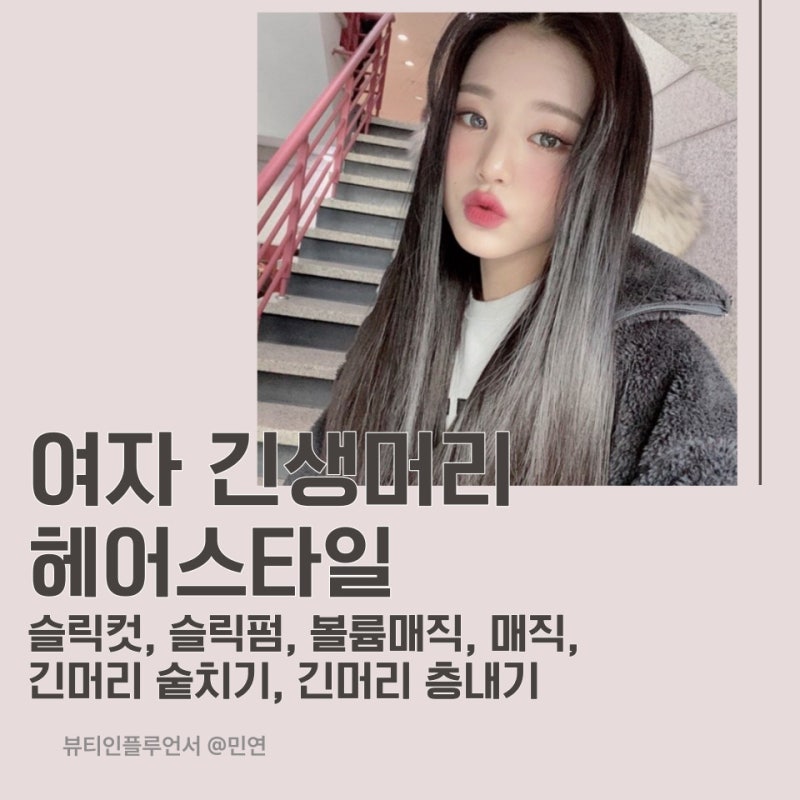 여자 긴생머리
헤어스타일
슬릭컷, 슬릭펌, 볼륨매직, 매직,
긴머리 숱치기, 긴머리 층내기
뷰티인플루언서 @민연